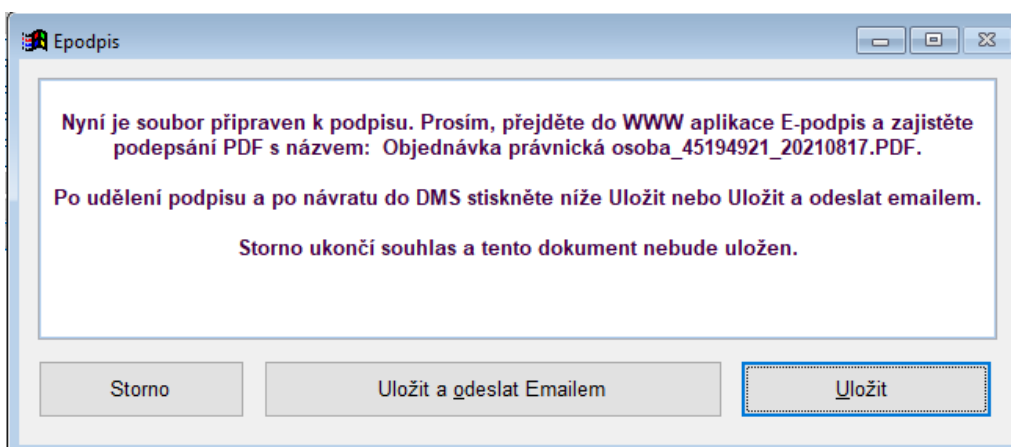 Epodpis
Nyní je soubor připraven k podpisu. Prosím, přejděte do WWW aplikace E-podpis a zajistěte
podepsání PDF s názvem:  Objednávka právnická osoba_45194921_20210817.PDF.
Po udělení podpisu a po návratu do DMS stiskněte níže Uložit nebo Uložit a odeslat emailem.
Storno ukončí souhlas a tento dokument nebude uložen.
Storno
Uložit a odeslat Emailem
Uložit